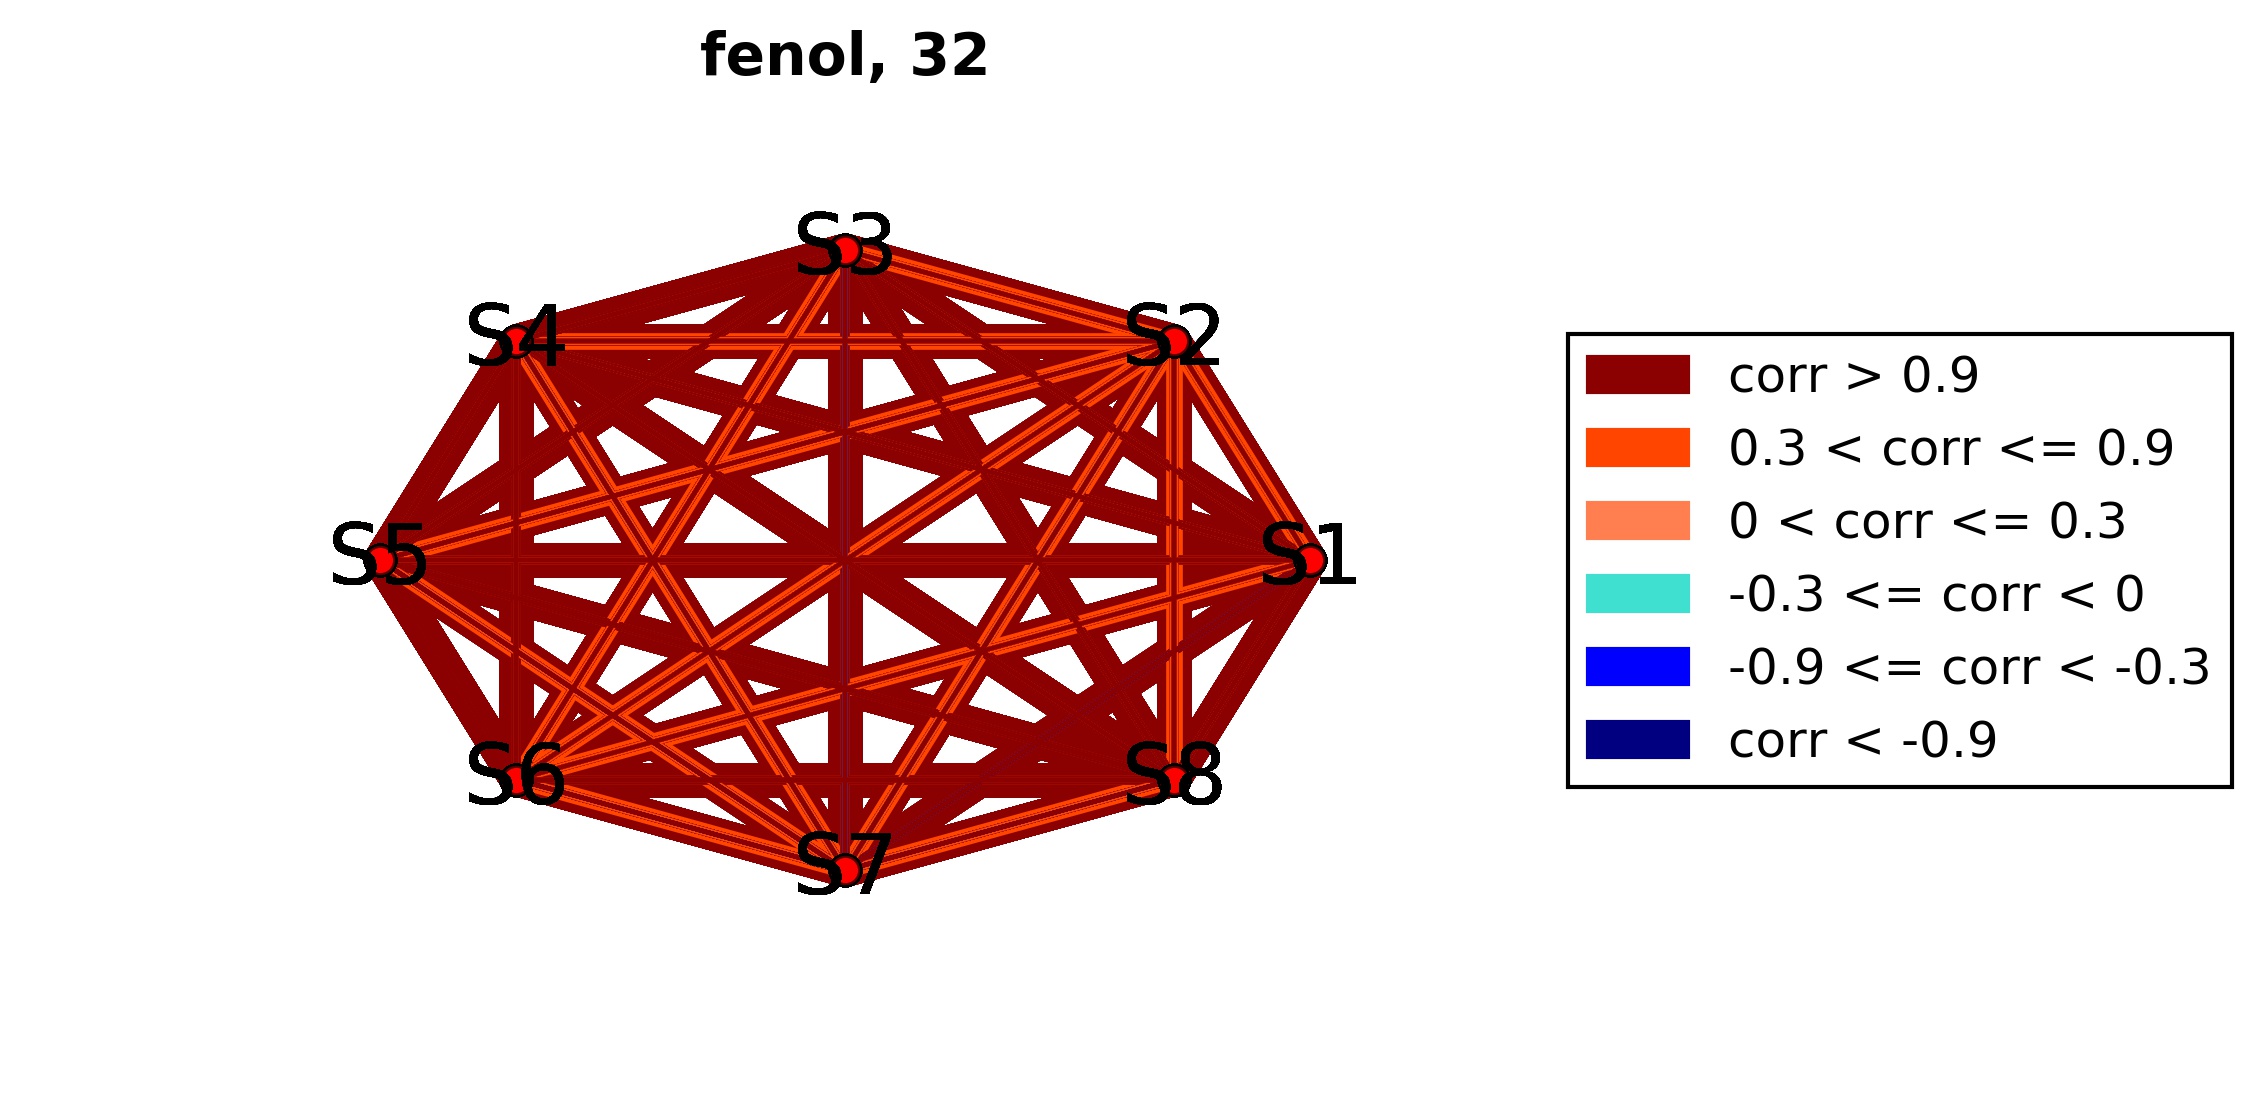 fenol, 32
S3
S4
S2
S5
S1
S6
S8
S7
corr > 0.9
0.3 < corr <= 0.9
0 < corr <= 0.3
-0.3 <= corr < 0
-0.9 <= corr < -0.3
corr < -0.9